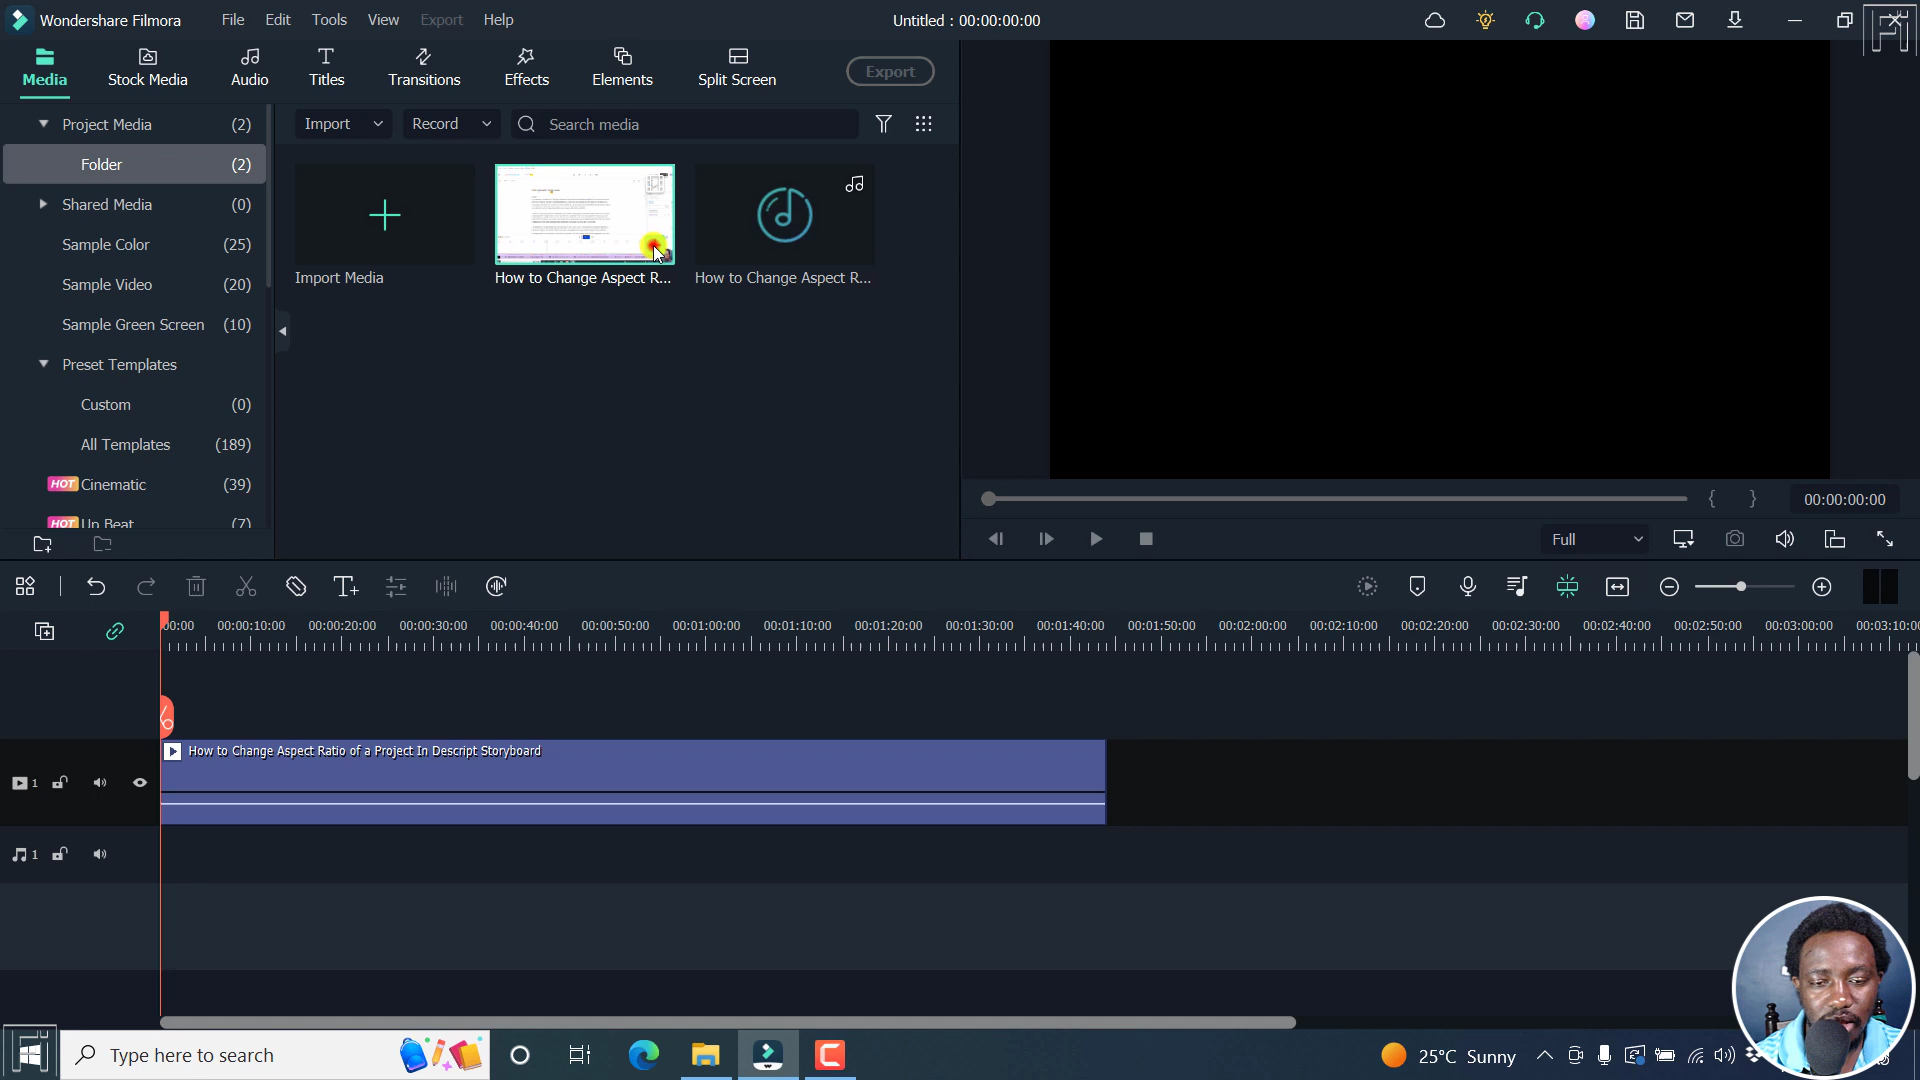 Wondershare Filmora
File
Edit
Tools
View
Export
Help
Untitled : 00:00:00:00
Media
Stock Media
Audio
Titles
Transitions
Effects
Elements
Split Screen
Export
Project Media (2)
Folder (2)
Shared Media (0)
Sample Color (25)
Sample Video (20)
Sample Green Screen (10)
Preset Templates
Custom (0)
All Templates (189)
HOT Cinematic (39)
HOT Up Beat (7)
Import
Record
Search media
Import Media
How to Change Aspect R...
How to Change Aspect R...
00:00:00:00
Full
00:00 00:00:10:00 00:00:20:00 00:00:30:00 00:00:40:00 00:00:50:00 00:01:00:00 00:01:10:00 00:01:20:00 00:01:30:00 00:01:40:00 00:01:50:00 00:02:00:00 00:02:10:00 00:02:20:00 00:02:30:00 00:02:40:00 00:02:50:00 00:03:00:00 00:03:10:00
How to Change Aspect Ratio of a Project In Descript Storyboard
1
1
Type here to search
25°C Sunny